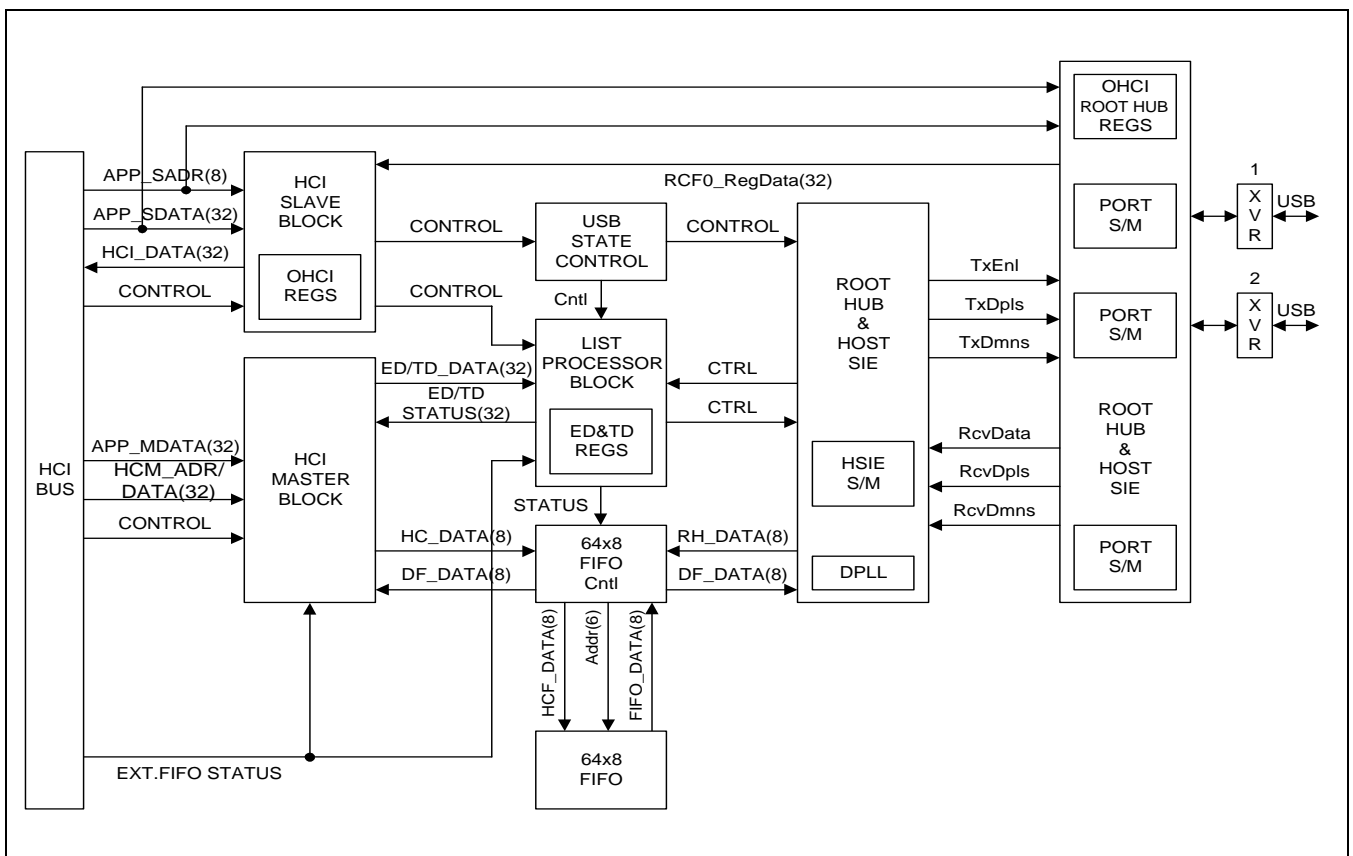 OHCI
ROOT HUB
REGS
APP_SADR(8)
HCI
SLAVE
BLOCK
RCF0_RegData(32)
1
X
V
R
USB
APP_SDATA(32)
CONTROL
USB
STATE
CONTROL
CONTROL
PORT
S/M
HCI_DATA(32)
OHCI
REGS
CONTROL
CONTROL
Cntl
ROOT
HUB
&
HOST
SIE
TxEnl
TxDpls
TxDmns
PORT
S/M
2
X
V
R
USB
LIST
PROCESSOR
BLOCK
ED/TD_DATA(32)
ED/TD
STATUS(32)
CTRL
CTRL
ED&TD
REGS
HCI
BUS
APP_MDATA(32)
HCM_ADR/
DATA(32)
CONTROL
HCI
MASTER
BLOCK
HSIE
S/M
RcvData
RcvDpls
RcvDmns
ROOT
HUB
&
HOST
SIE
STATUS
HC_DATA(8)
DF_DATA(8)
64x8
FIFO
Cntl
RH_DATA(8)
DF_DATA(8)
DPLL
PORT
S/M
HCF_DATA(8)
Addr(6)
FIFO_DATA(8)
EXT.FIFO STATUS
64x8
FIFO